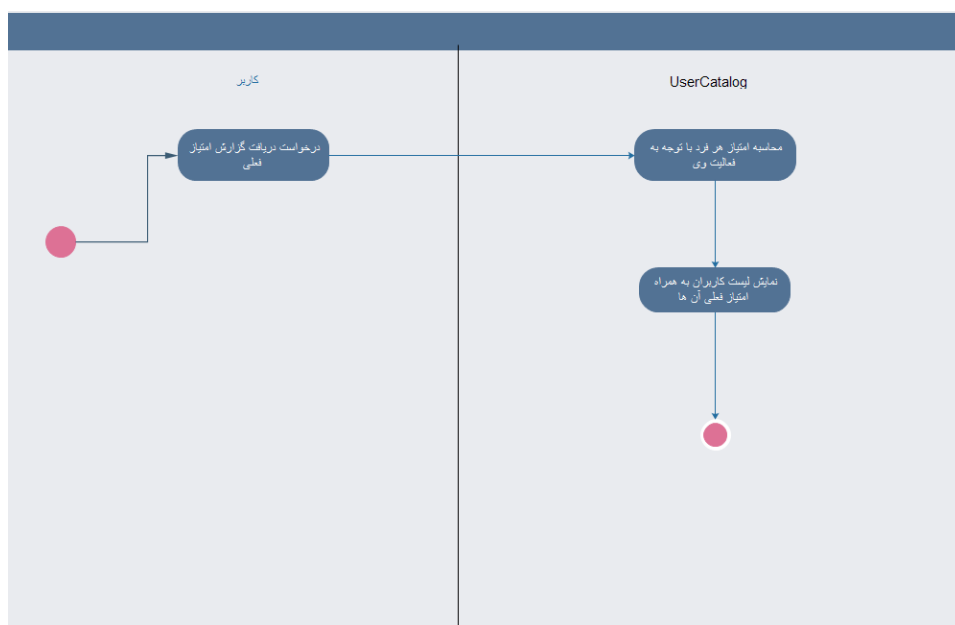 کاربر
UserCatalog
درخواست دریافت گزارش امتیاز
فعلی
محاسبه امتیاز هر فرد با توجه به
فعالیت وی
نمایش لیست کاربران به همراه
امتیاز فعلی آن ها